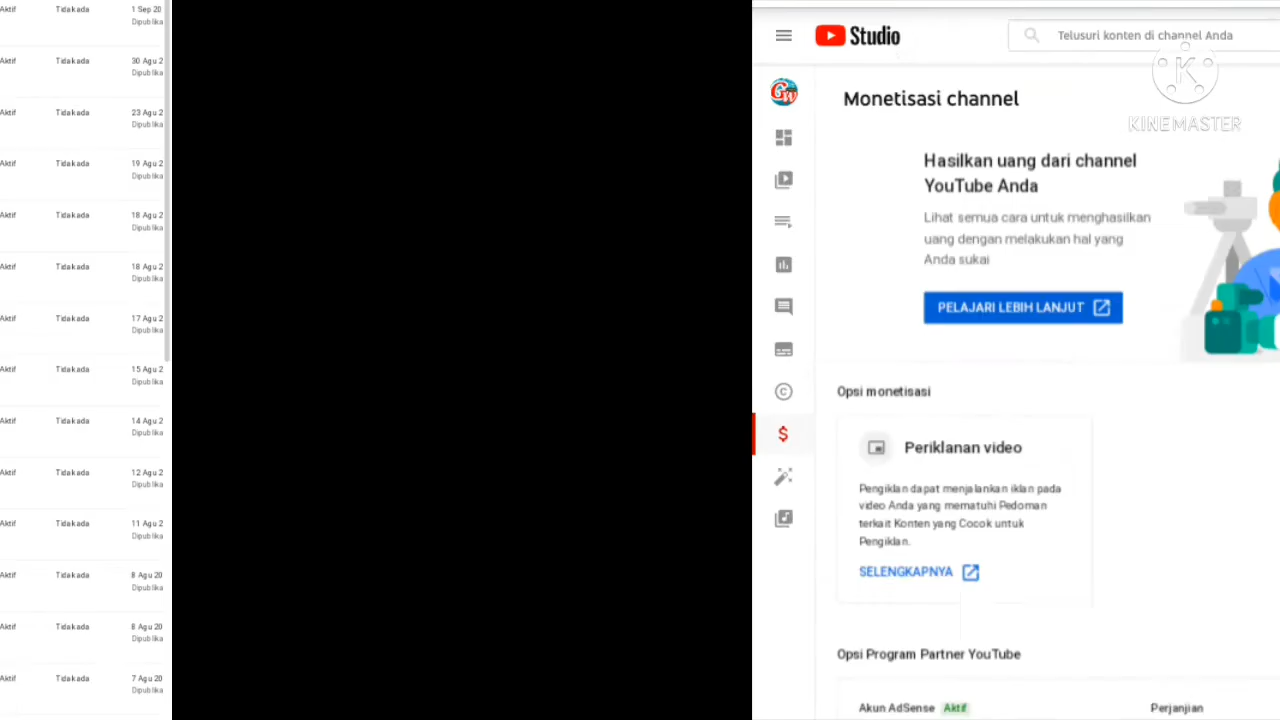 Aktif Tidak ada 1 Sep 20
Dipublika
Aktif Tidak ada 30 Agu 2
Dipublika
Aktif Tidak ada 23 Agu 2
Dipublika
Aktif Tidak ada 19 Agu 2
Dipublika
Aktif Tidak ada 18 Agu 2
Dipublika
Aktif Tidak ada 18 Agu 2
Dipublika
Aktif Tidak ada 17 Agu 2
Dipublika
Aktif Tidak ada 15 Agu 2
Dipublika
Aktif Tidak ada 14 Agu 2
Dipublika
Aktif Tidak ada 12 Agu 2
Dipublika
Aktif Tidak ada 11 Agu 2
Dipublika
Aktif Tidak ada 8 Agu 20
Dipublika
Aktif Tidak ada 8 Agu 20
Dipublika
Aktif Tidak ada 7 Agu 20
Dipublika
Studio
Telusuri konten di channel Anda
GW
K
KINEMASTER
Monetisasi channel
Hasilkan uang dari channel
YouTube Anda
Lihat semua cara untuk menghasilkan
uang dengan melakukan hal yang
Anda sukai
PELAJARI LEBIH LANJUT
Opsi monetisasi
Periklanan video
Pengiklan dapat menjalankan iklan pada
video Anda yang mematuhi Pedoman
terkait Konten yang Cocok untuk
Pengiklan.
SELENGKAPNYA
Opsi Program Partner YouTube
Akun AdSense Aktif Perjanjian